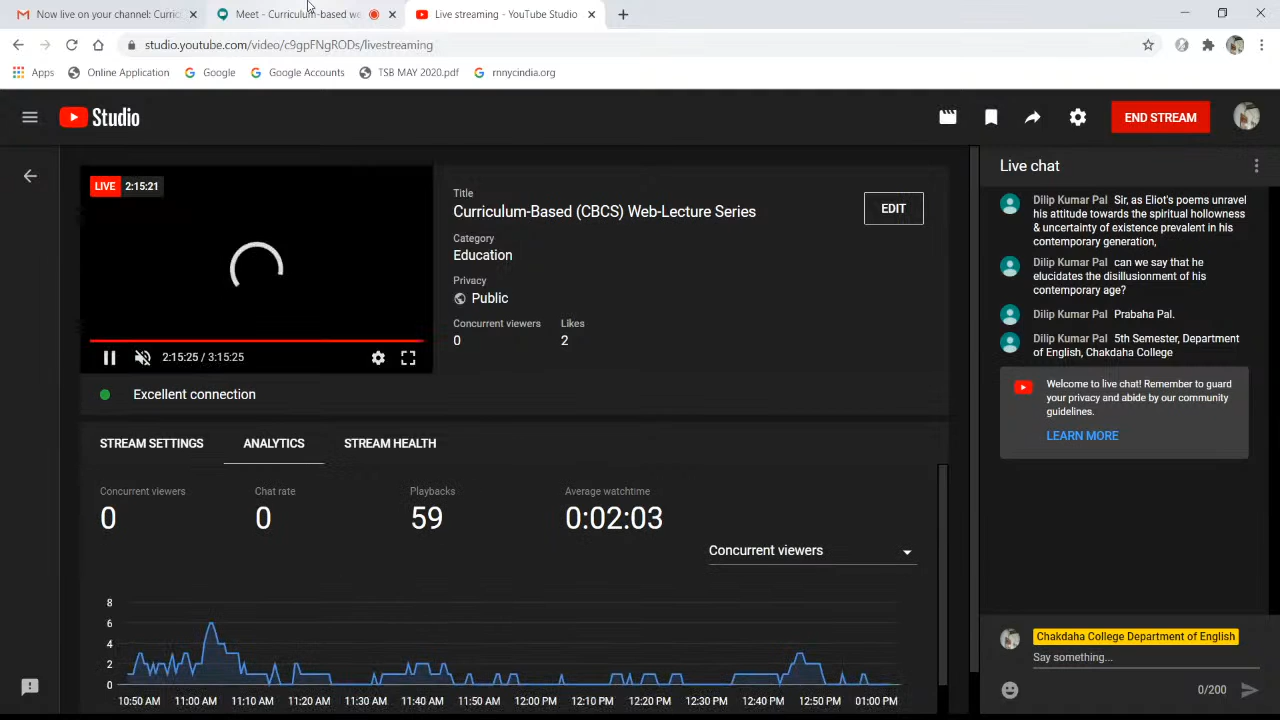 Now live on your channel: Curric
Meet - Curriculum-based we
Live streaming - YouTube Studio
studio.youtube.com/video/c9gpFNgRODs/livestreaming
Apps
Online Application
Google
Google Accounts
TSB MAY 2020.pdf
rnnycindia.org
Studio
END STREAM
LIVE 2:15:21
Title
Curriculum-Based (CBCS) Web-Lecture Series
EDIT
Category
Education
Privacy
Public
Concurrent viewers
Likes
0
2
2:15:25 / 3:15:25
Excellent connection
STREAM SETTINGS
ANALYTICS
STREAM HEALTH
Concurrent viewers
Chat rate
Playbacks
Average watchtime
0
0
59
0:02:03
Concurrent viewers
8
6
4
2
0
10:50 AM
11:00 AM
11:10 AM
11:20 AM
11:30 AM
11:40 AM
11:50 AM
12:00 PM
12:10 PM
12:20 PM
12:30 PM
12:40 PM
12:50 PM
01:00 PM
Live chat
Dilip Kumar Pal Sir, as Eliot's poems unravel
his attitude towards the spiritual hollowness
& uncertainty of existence prevalent in his
contemporary generation,
Dilip Kumar Pal can we say that he
elucidates the disillusionment of his
contemporary age?
Dilip Kumar Pal Prabaha Pal.
Dilip Kumar Pal 5th Semester, Department
of English, Chakdaha College
Welcome to live chat! Remember to guard
your privacy and abide by our community
guidelines.
LEARN MORE
Chakdaha College Department of English
Say something...
0/200